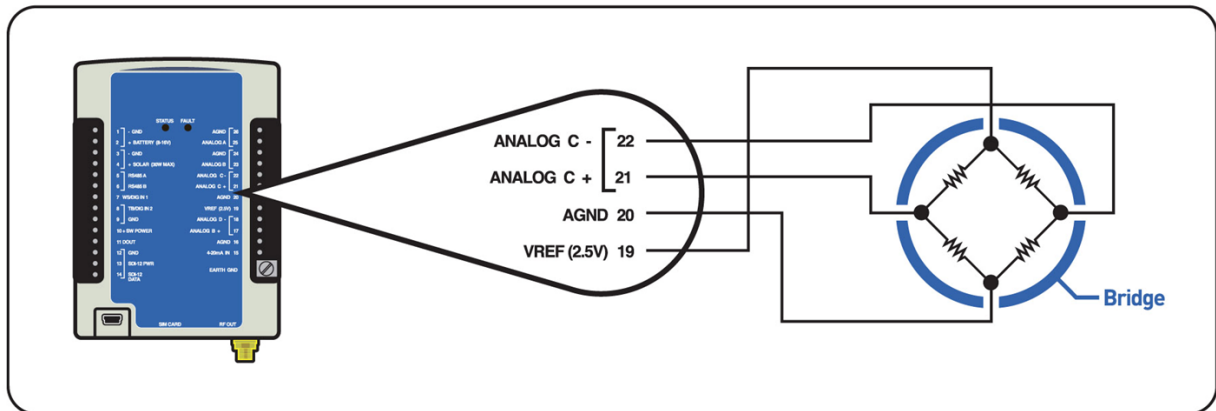 STATUS FAULT
1 - GND
2 + BATTERY (8-16V)
3 - GND
4 + SOLAR (30W MAX)
5 RS485 A
6 RS485 B
7 WS/DIG IN 1
8 TB/DIG IN 2
9 GND
10 + SW POWER
11 DOUT
12 GND
13 SDI-12 PWR
14 SDI-12
DATA
AGND 26
ANALOG A 25
AGND 24
ANALOG B 23
ANALOG C - 22
ANALOG C + 21
AGND 20
VREF (2.5V) 19
ANALOG D - 18
17
AGND 16
4-20mA IN 15
EARTH GND
SIM CARD RF OUT
ANALOG C - 22
ANALOG C + 21
AGND 20
VREF (2.5V) 19
Bridge